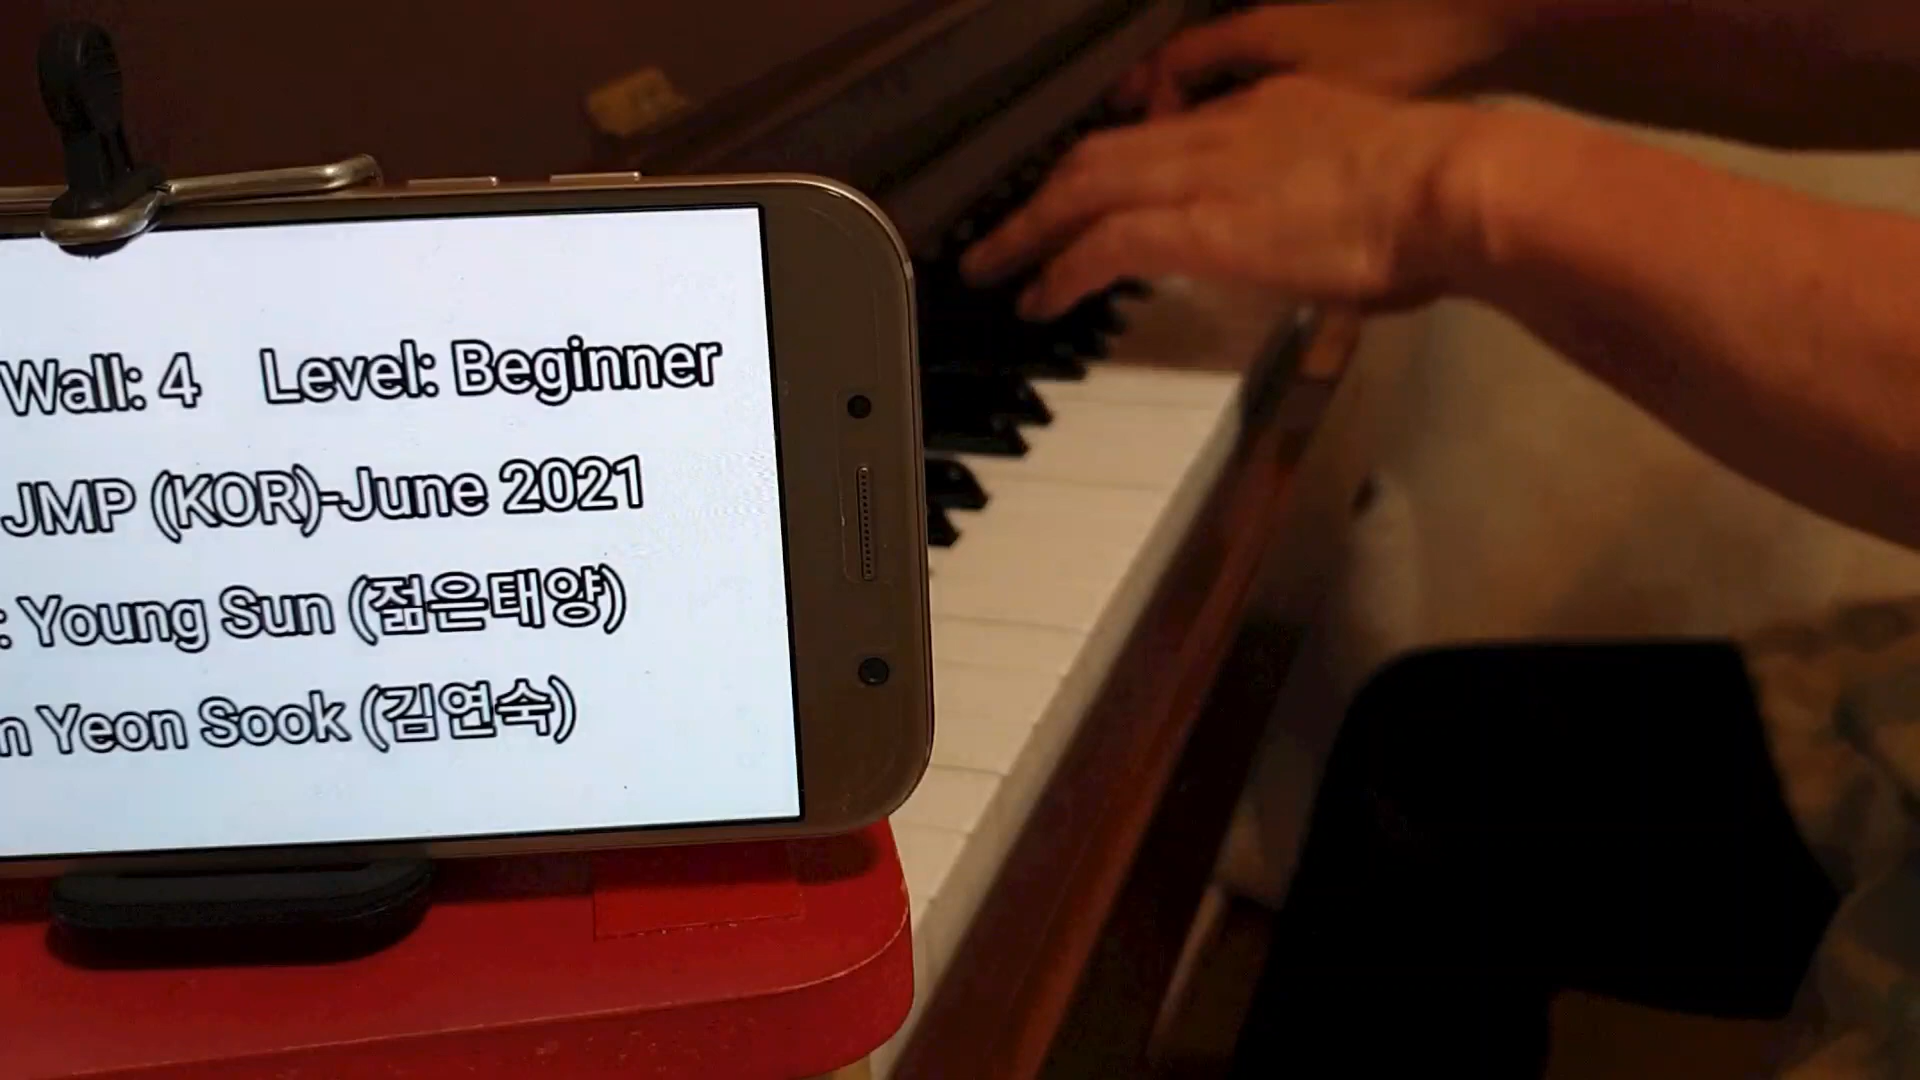 Wall: 4 Level: Beginner
JMP (KOR)-June 2021
: Young Sun (젊은태양)
n Yeon Sook (김연숙)